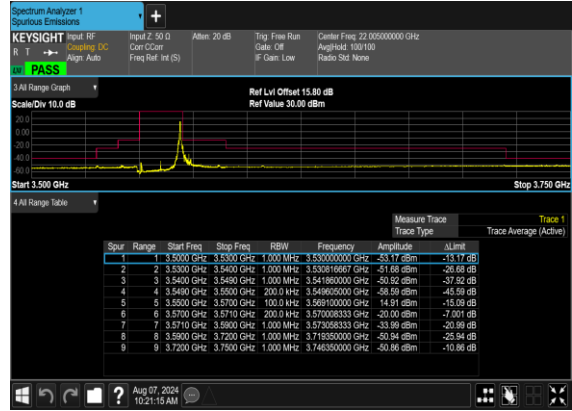 Spectrum Analyzer 1
Spurious Emissions
KEYSIGHT Input: RF Input Z: 50 Ω Atten: 20 dB Trig: Free Run Center Freq: 22.005000000 GHz
R T Coupling: DC Corr CCorr Gate: Off Avg|Hold: 100/100
Align: Auto Freq Ref: Int (S) IF Gain: Low Radio Std: None
PASS
3 All Range Graph
Ref Lvl Offset 15.80 dB
Scale/Div 10.0 dB Ref Value 30.00 dBm
20.0
0.00
-20.0
-40.0
-60.0
Start 3.500 GHz Stop 3.750 GHz
4 All Range Table
Measure Trace Trace 1
Trace Type Trace Average (Active)
Spur Range Start Freq Stop Freq RBW Frequency Amplitude ΔLimit
1 1 3.5000 GHz 3.5300 GHz 1.000 MHz 3.530000000 GHz -53.17 dBm -13.17 dB
2 2 3.5300 GHz 3.5400 GHz 1.000 MHz 3.530816667 GHz -51.68 dBm -26.68 dB
3 3 3.5400 GHz 3.5490 GHz 1.000 MHz 3.541860000 GHz -50.92 dBm -37.92 dB
4 4 3.5490 GHz 3.5500 GHz 200.0 kHz 3.549605000 GHz -58.59 dBm -45.59 dB
5 5 3.5500 GHz 3.5700 GHz 100.0 kHz 3.569100000 GHz 14.91 dBm -15.09 dB
6 6 3.5700 GHz 3.5710 GHz 200.0 kHz 3.570008333 GHz -20.00 dBm -7.001 dB
7 7 3.5710 GHz 3.5900 GHz 1.000 MHz 3.573058333 GHz -33.99 dBm -20.99 dB
8 8 3.5900 GHz 3.7200 GHz 1.000 MHz 3.719350000 GHz -50.94 dBm -25.94 dB
9 9 3.7200 GHz 3.7500 GHz 1.000 MHz 3.746350000 GHz -50.86 dBm -10.86 dB
Aug 07, 2024
10:21:15 AM